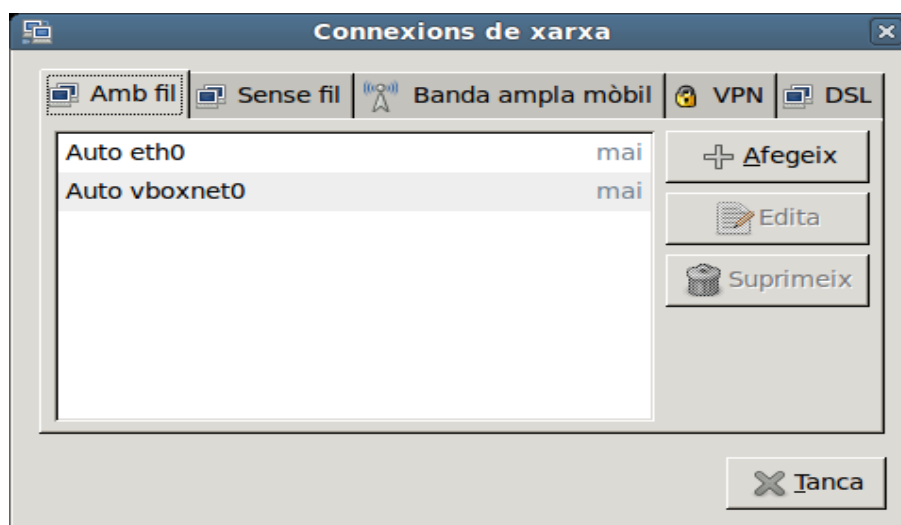 Connexions de xarxa
Amb fil Sense fil Banda ampla mòbil VPN DSL
Auto eth0 mai
Auto vboxnet0 mai
Afegeix
Edita
Suprimeix
Tanca